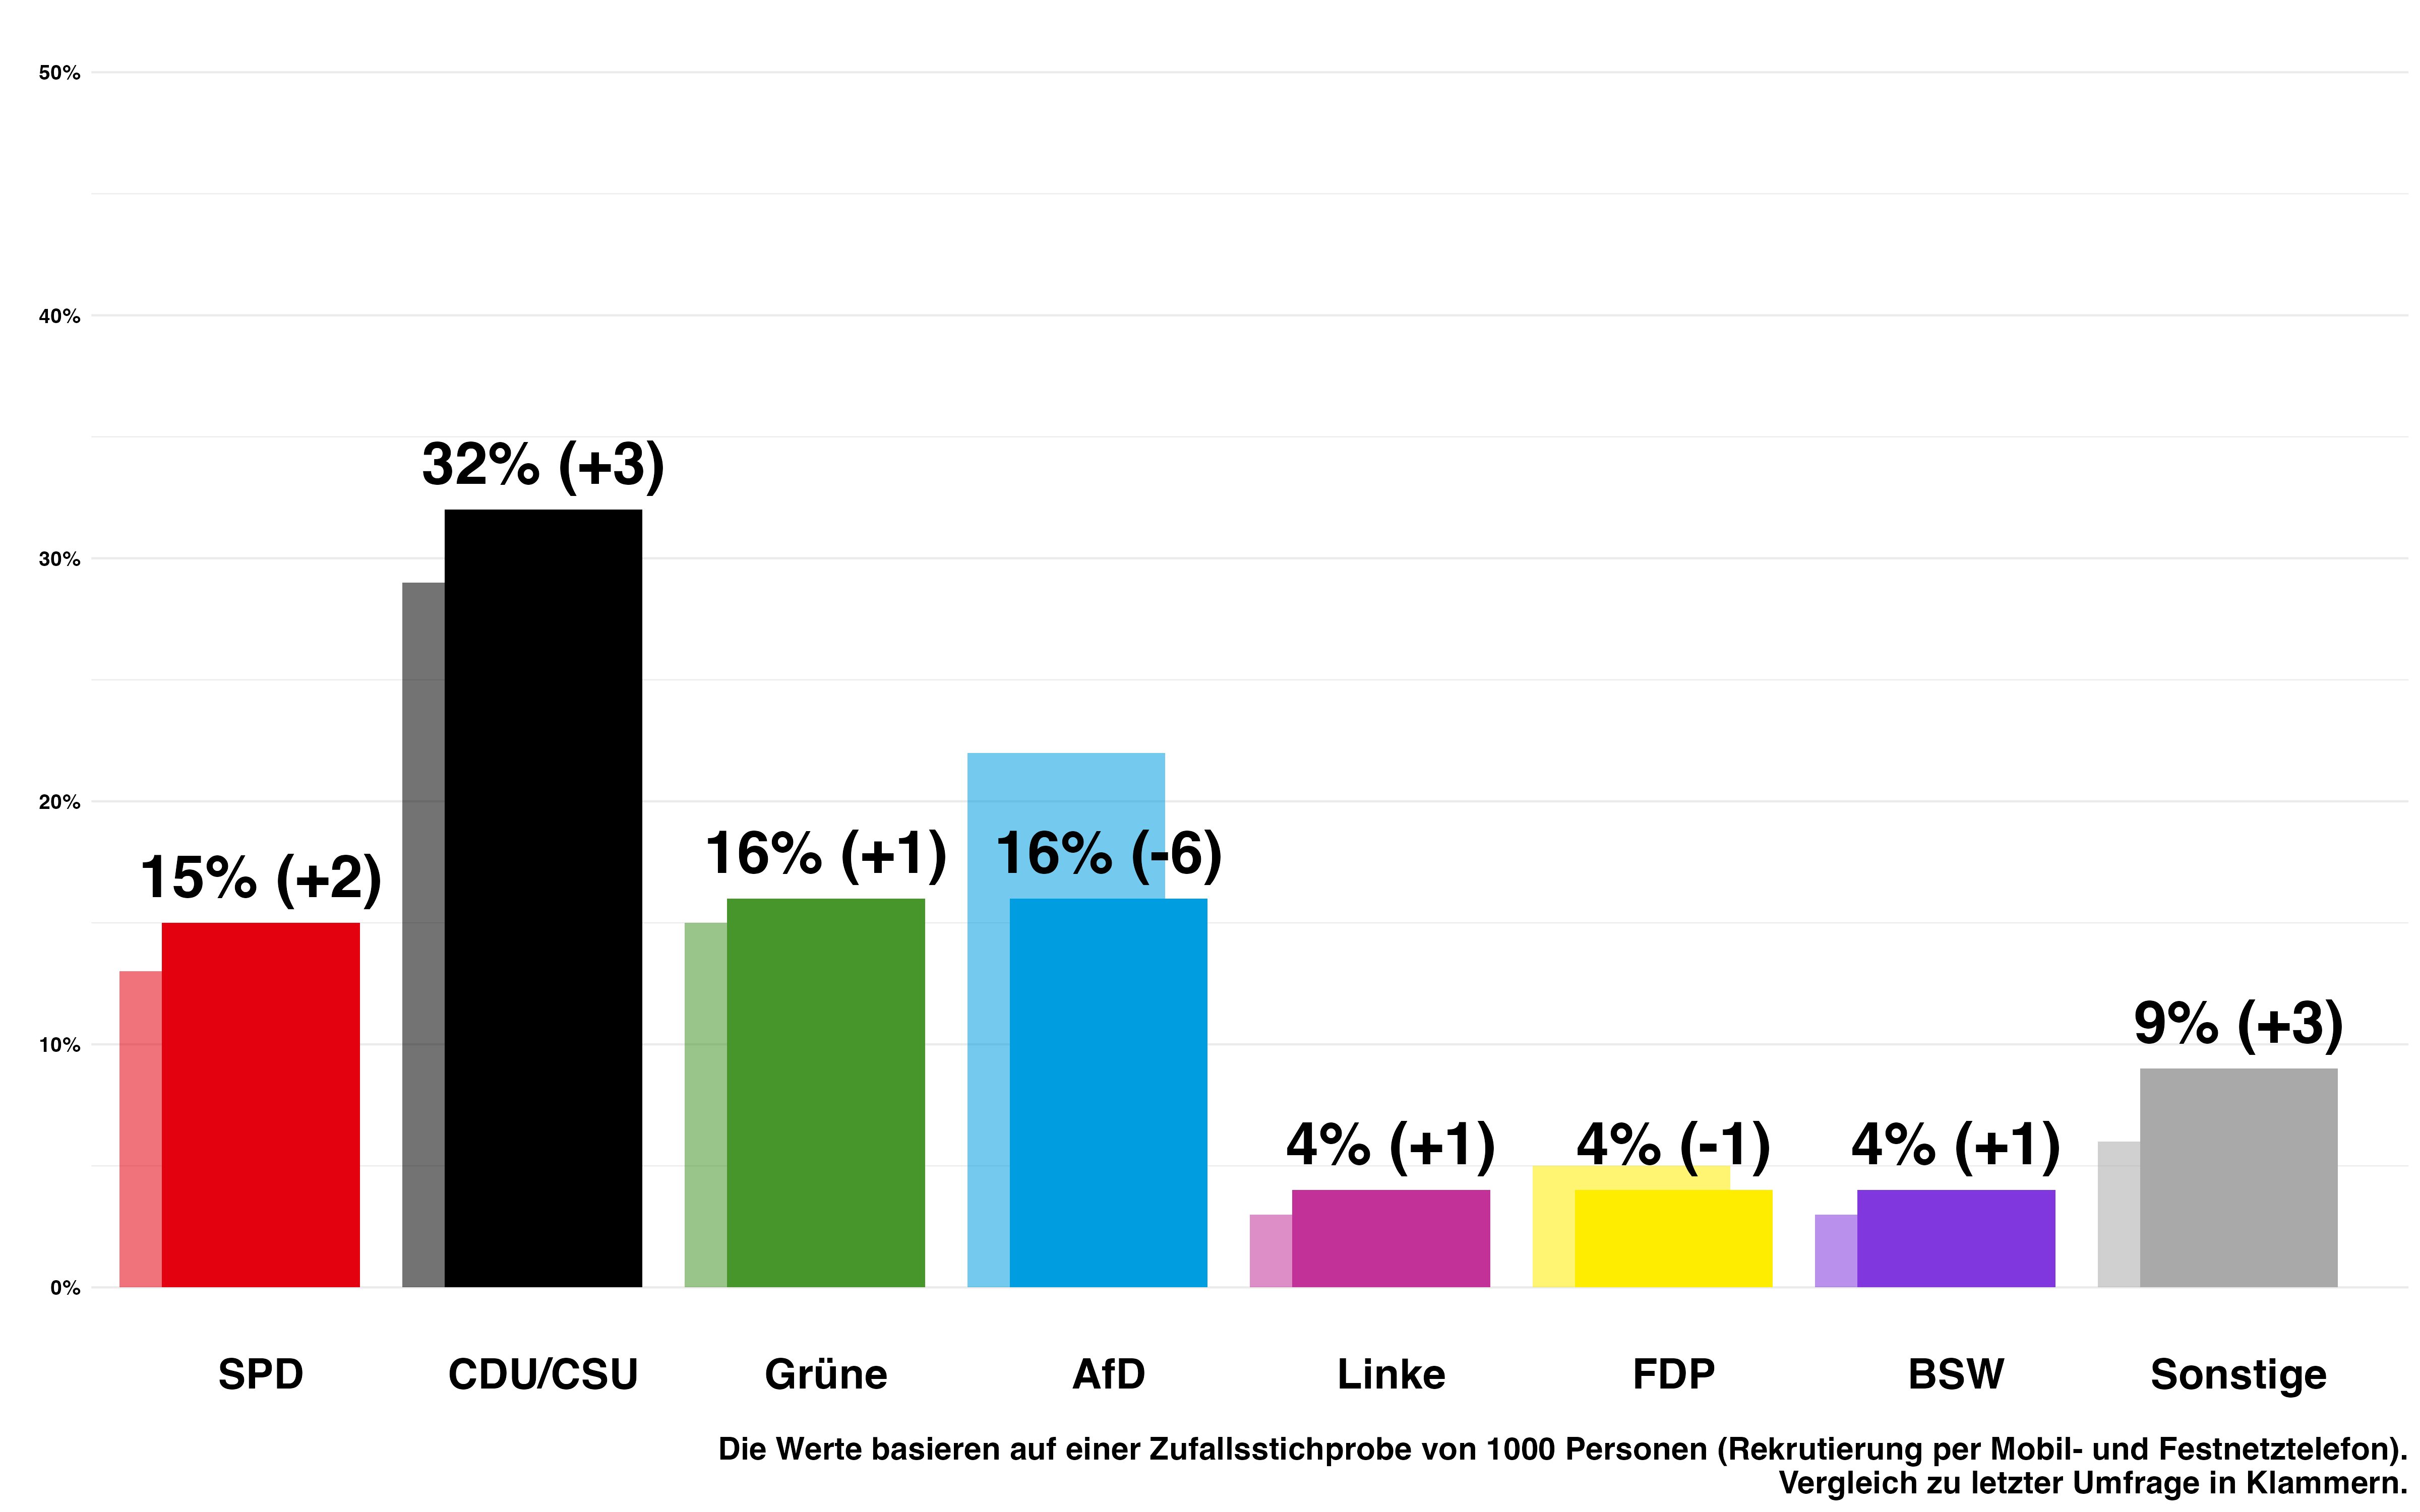 50%
40%
30%
20%
10%
0%
15% (+2)
32% (+3)
16% (+1)
16% (-6)
4% (+1)
4% (-1)
4% (+1)
9% (+3)
SPD
CDU/CSU
Grüne
AfD
Linke
FDP
BSW
Sonstige
Die Werte basieren auf einer Zufallsstichprobe von 1000 Personen (Rekrutierung per Mobil- und Festnetztelefon).
Vergleich zu letzter Umfrage in Klammern.